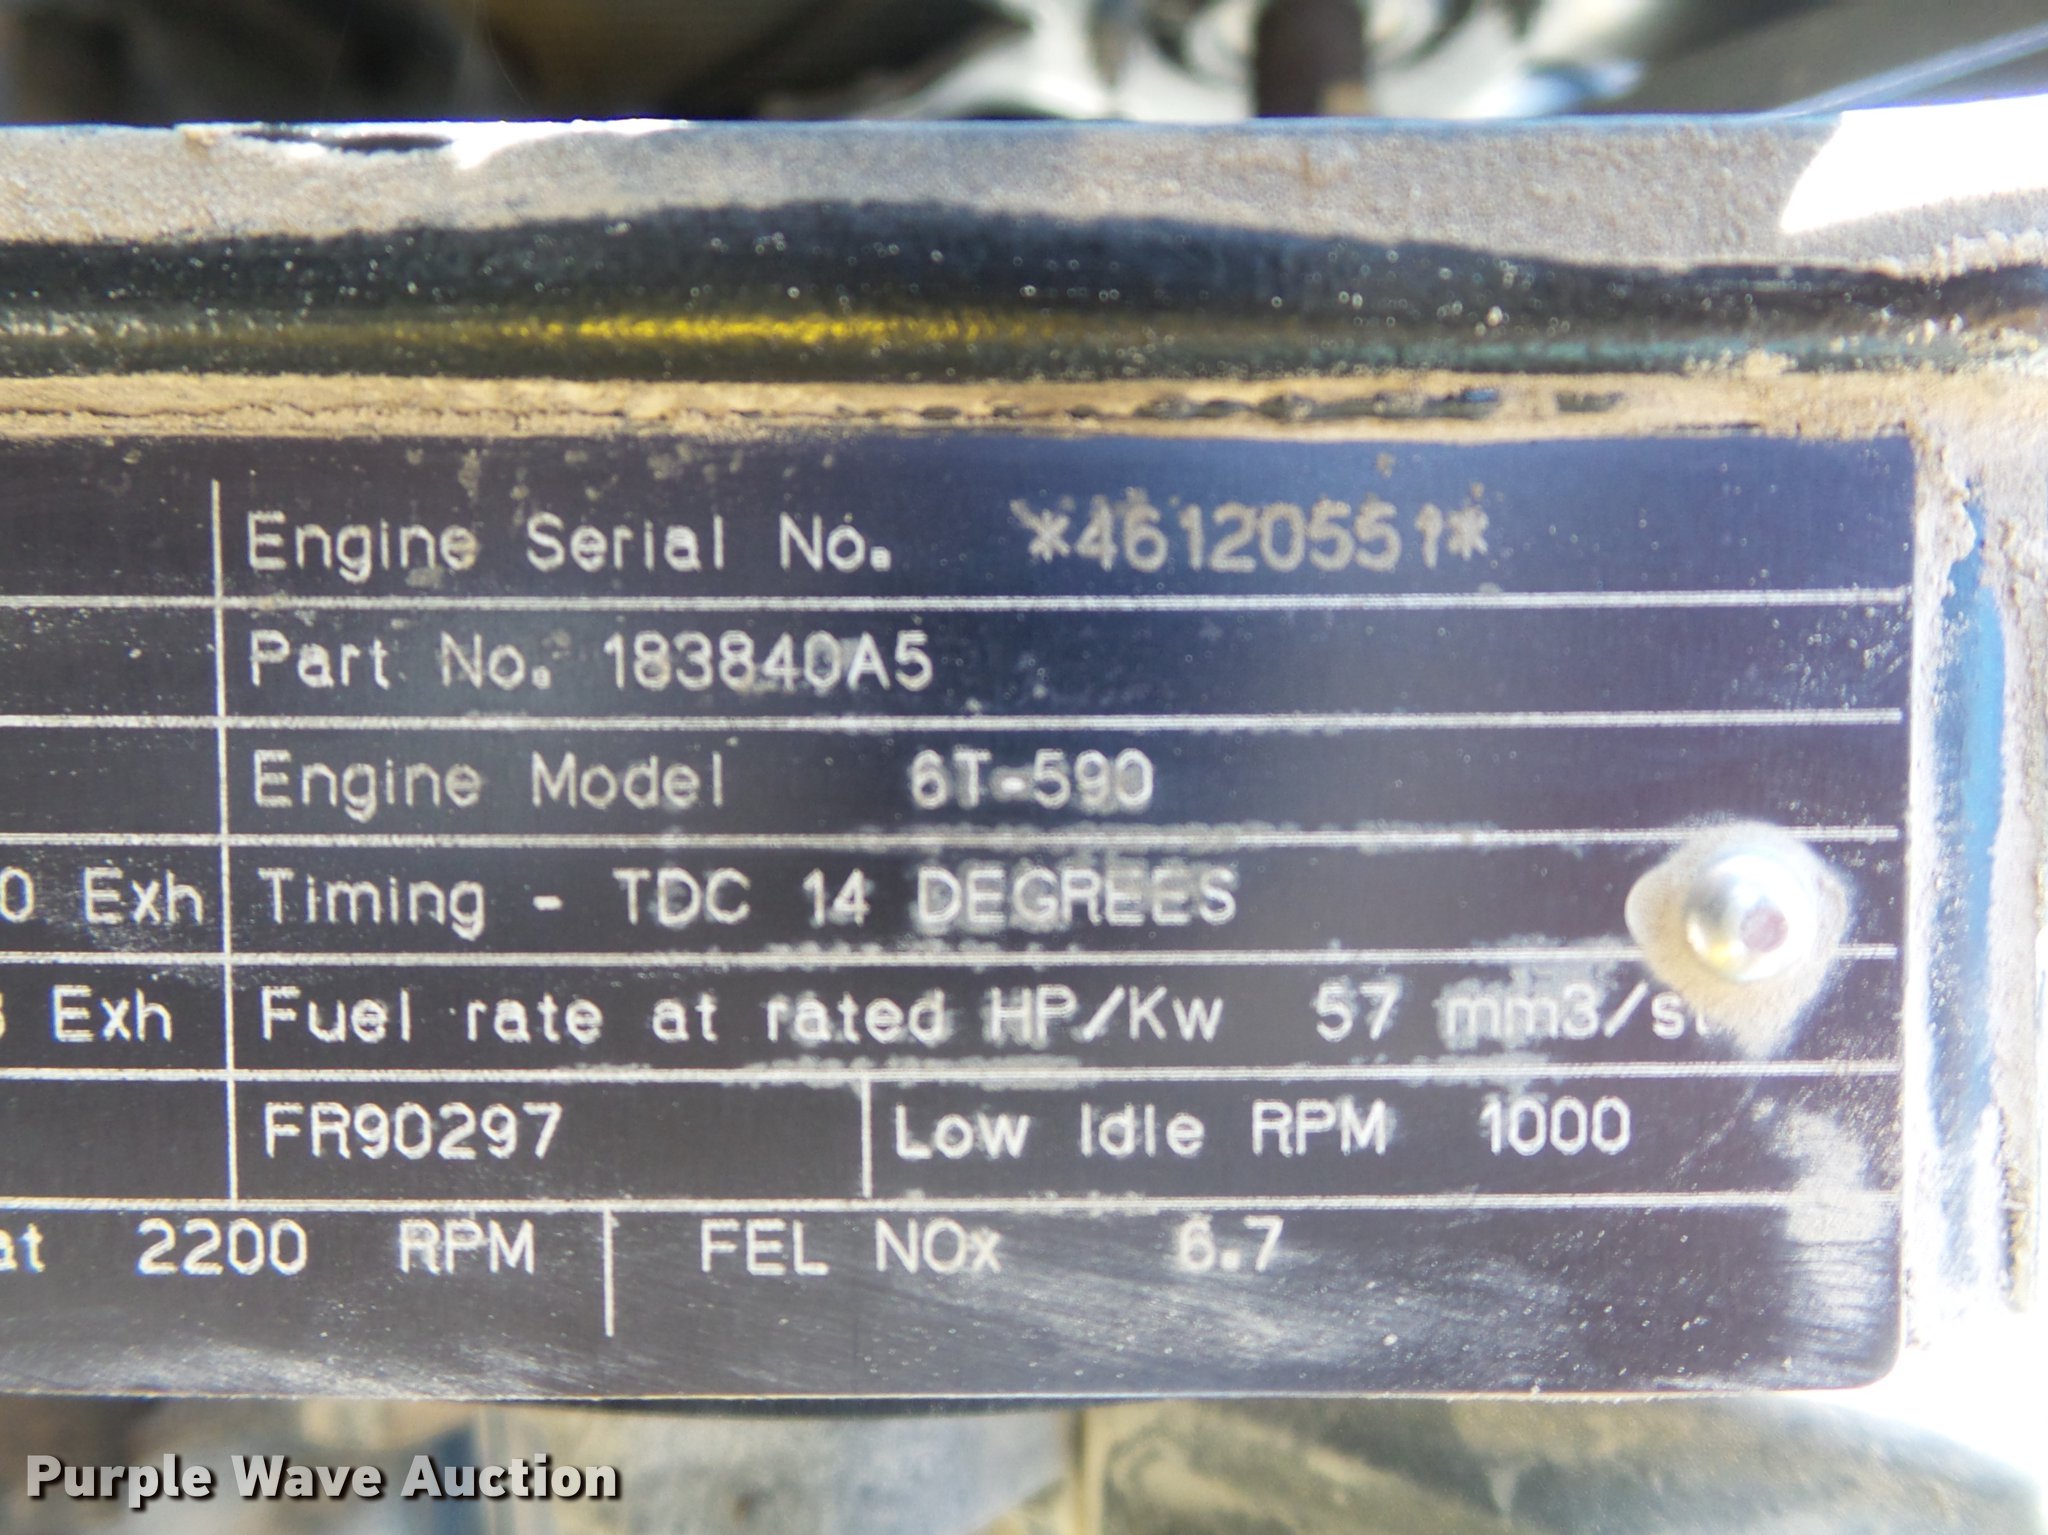 Engine Serial No. *46120551*
Part No. 183840A5
Engine Model 6T-590
0 Exh Timing - TDC 14 DEGREES
Exh Fuel rate at rated HP/Kw 57 mm3/st
FR90297 Low Idle RPM 1000
at 2200 RPM FEL NOx 6.7
Purple Wave Auction